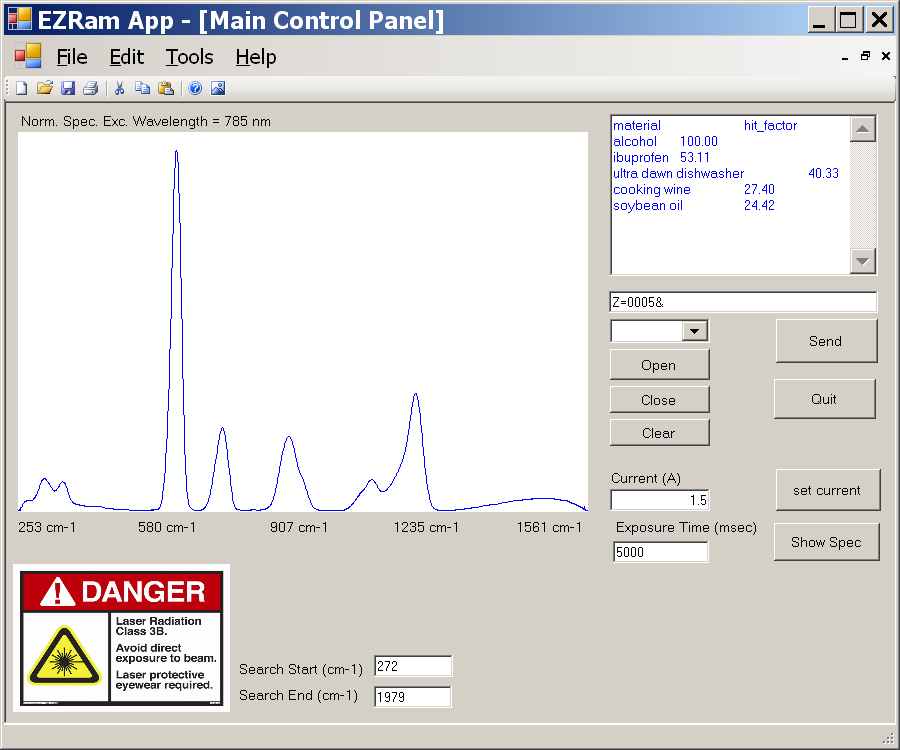 EZRam App - [Main Control Panel]
File Edit Tools Help
Norm. Spec. Exc. Wavelength = 785 nm
253 cm-1 580 cm-1 907 cm-1 1235 cm-1 1561 cm-1
material hit_factor
alcohol 100.00
ibuprofen 53.11
ultra dawn dishwasher 40.33
cooking wine 27.40
soybean oil 24.42
Z=0005&
Send
Open
Close
Quit
Clear
Current (A)
1.5
set current
Exposure Time (msec)
5000
Show Spec
DANGER
Laser Radiation
Class 3B.
Avoid direct
exposure to beam.
Laser protective
eyewear required.
Search Start (cm-1) 272
Search End (cm-1) 1979